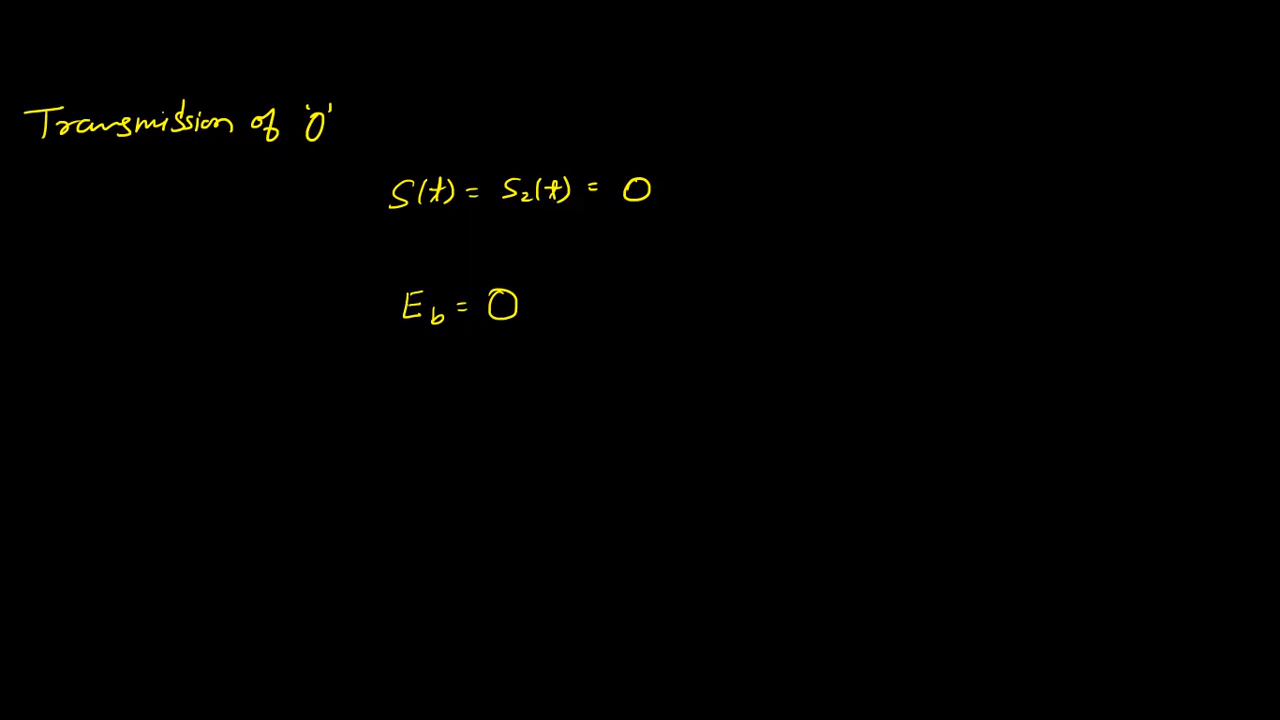 Transmission of '0'
S(t) = S₂(t) = 0
E_b = 0